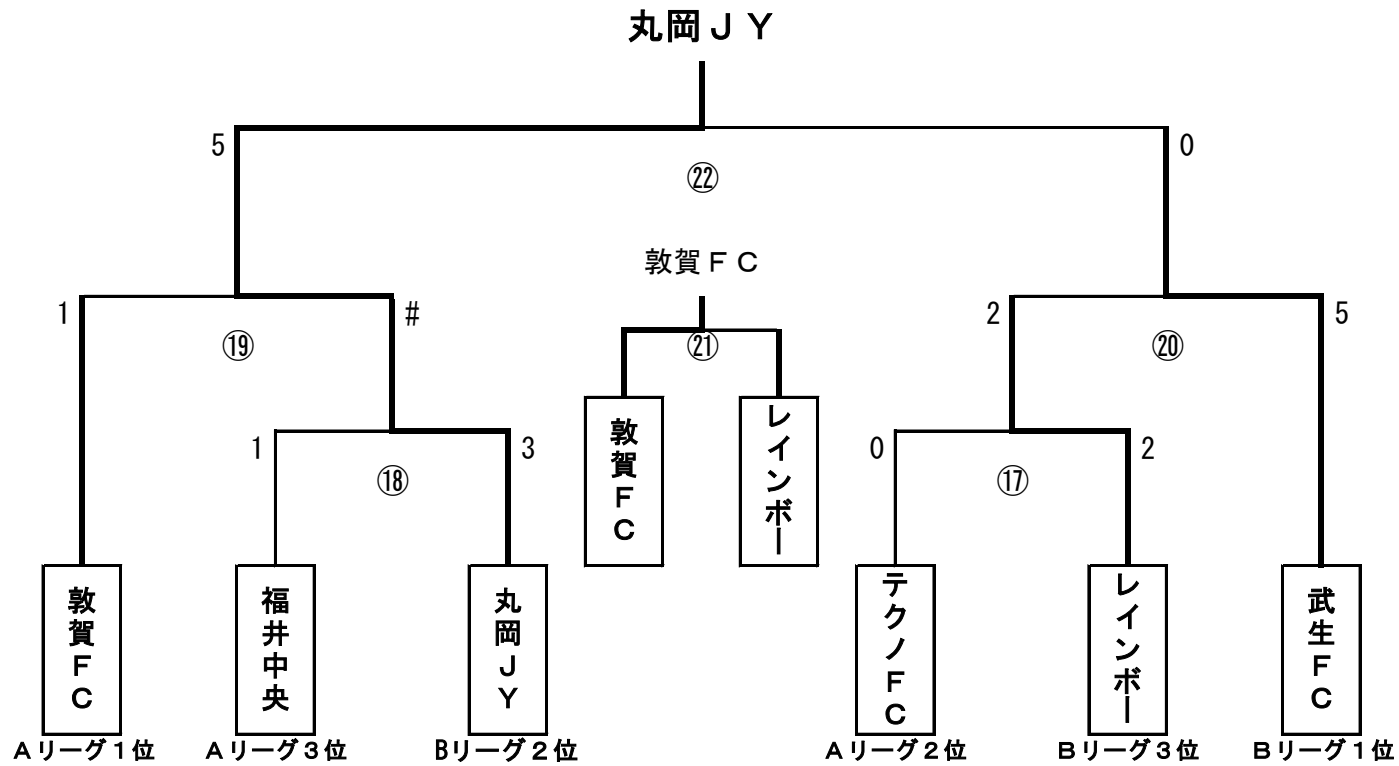 丸岡ＪＹ
5
0
㉒
敦賀ＦＣ
1
#
2
5
⑲
㉑
⑳
敦賀ＦＣ
レインボー
1
3
0
2
⑱
⑰
敦賀ＦＣ
福井中央
丸岡ＪＹ
テクノＦＣ
レインボー
武生ＦＣ
Ａリーグ１位
Ａリーグ３位
Bリーグ２位
Ａリーグ２位
Ｂリーグ３位
Ｂリーグ１位